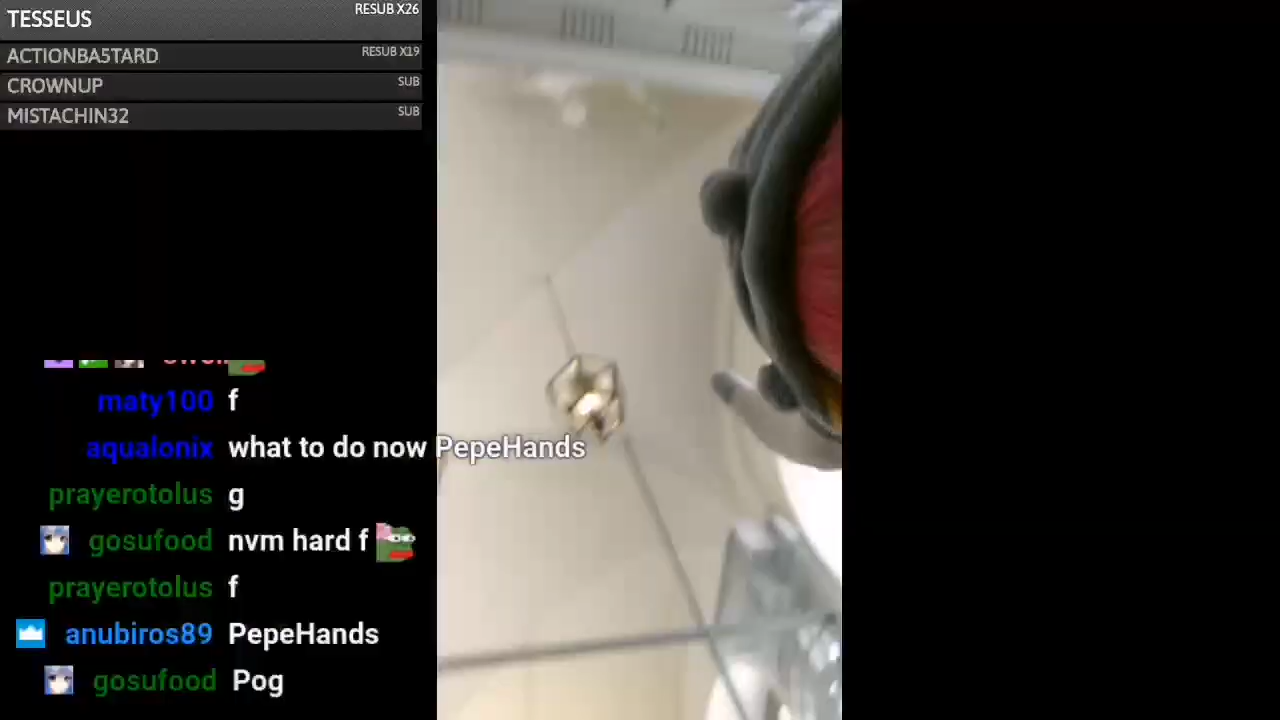 TESSEUS RESUB X26
ACTIONBA5TARD RESUB X19
CROWNUP SUB
MISTACHIN32 SUB
maty100 f
aqualonix what to do now PepeHands
prayerotolus g
gosufood nvm hard f
prayerotolus f
anubiros89 PepeHands
gosufood Pog